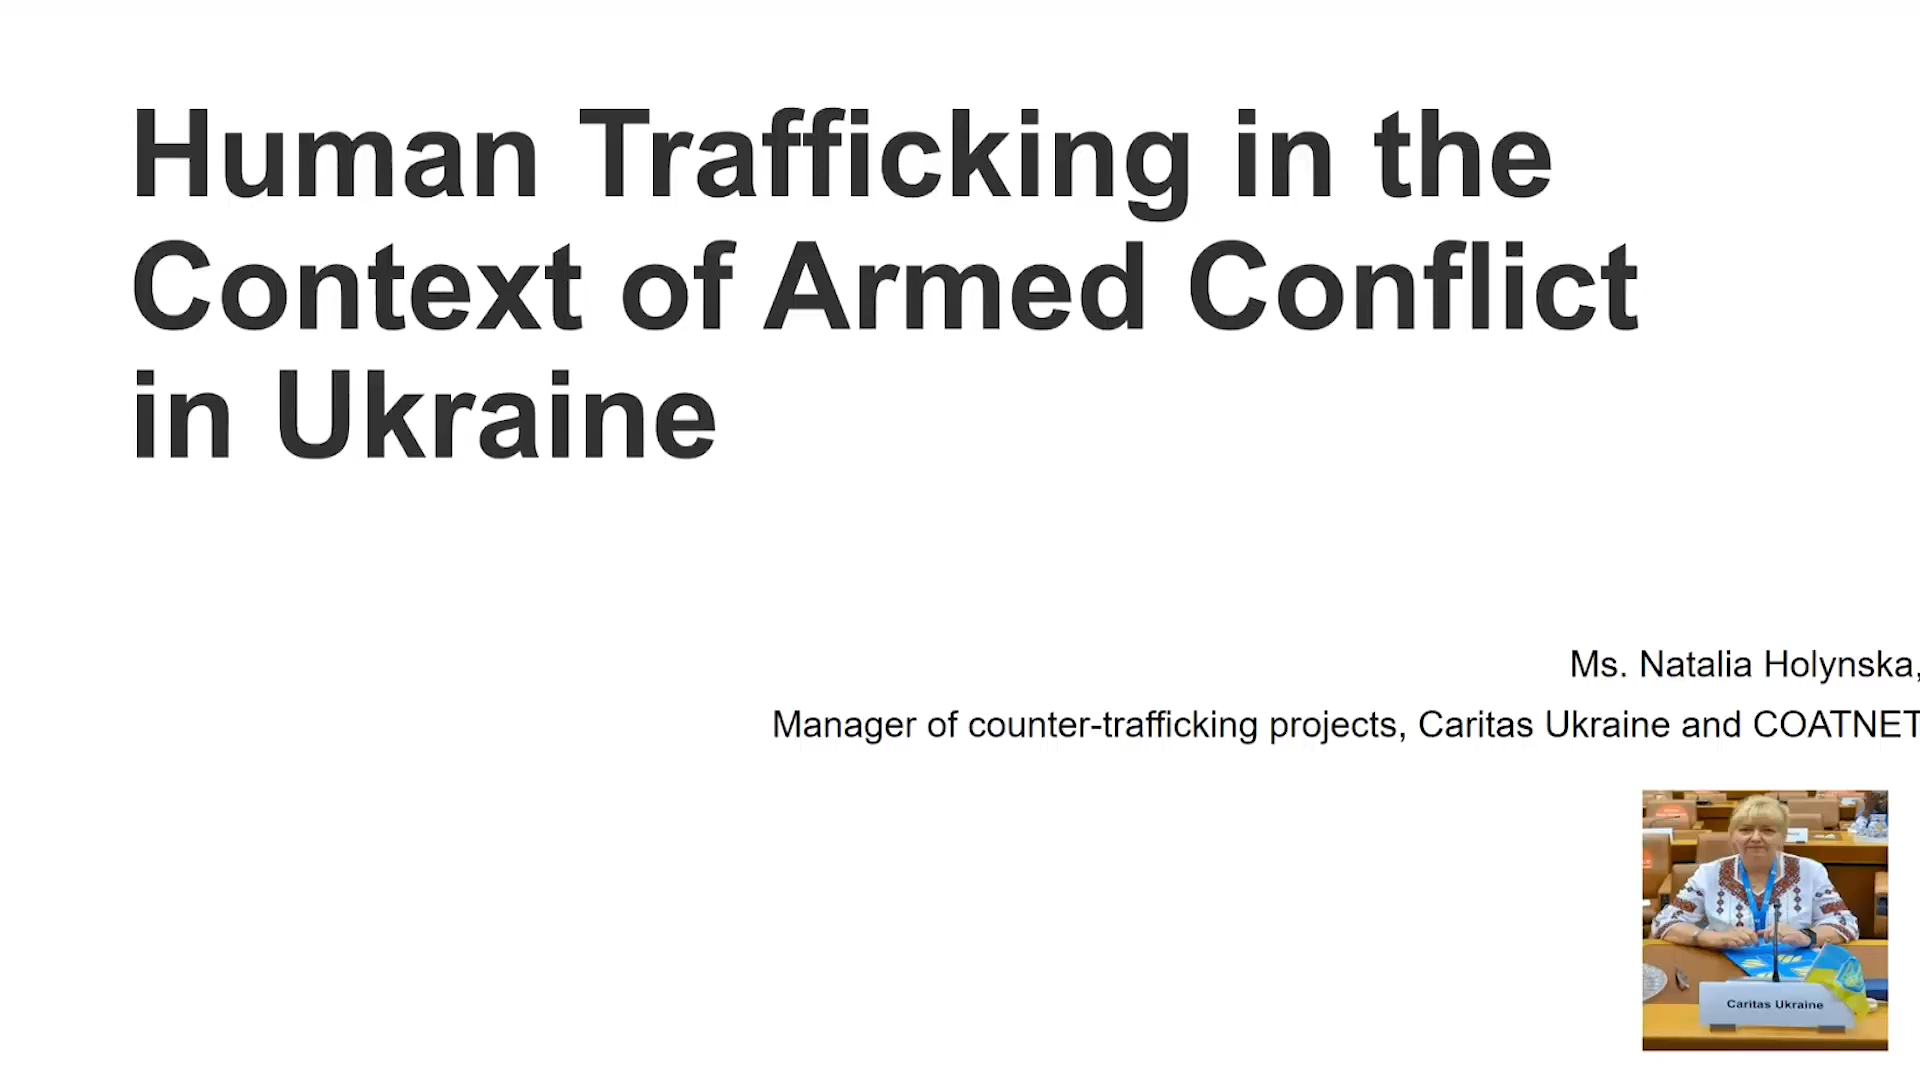 Human Trafficking in the
Context of Armed Conflict
in Ukraine
Ms. Natalia Holynska,
Manager of counter-trafficking projects, Caritas Ukraine and COATNET
Caritas Ukraine